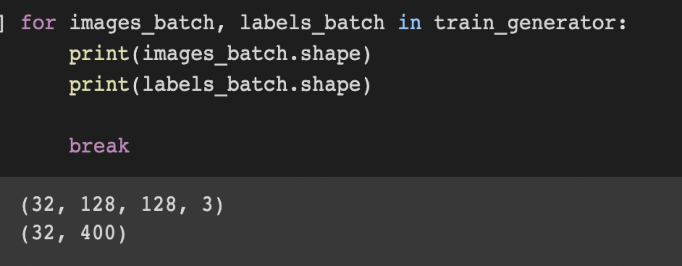 ] for images_batch, labels_batch in train_generator:
print(images_batch.shape)
print(labels_batch.shape)
break
(32, 128, 128, 3)
(32, 400)